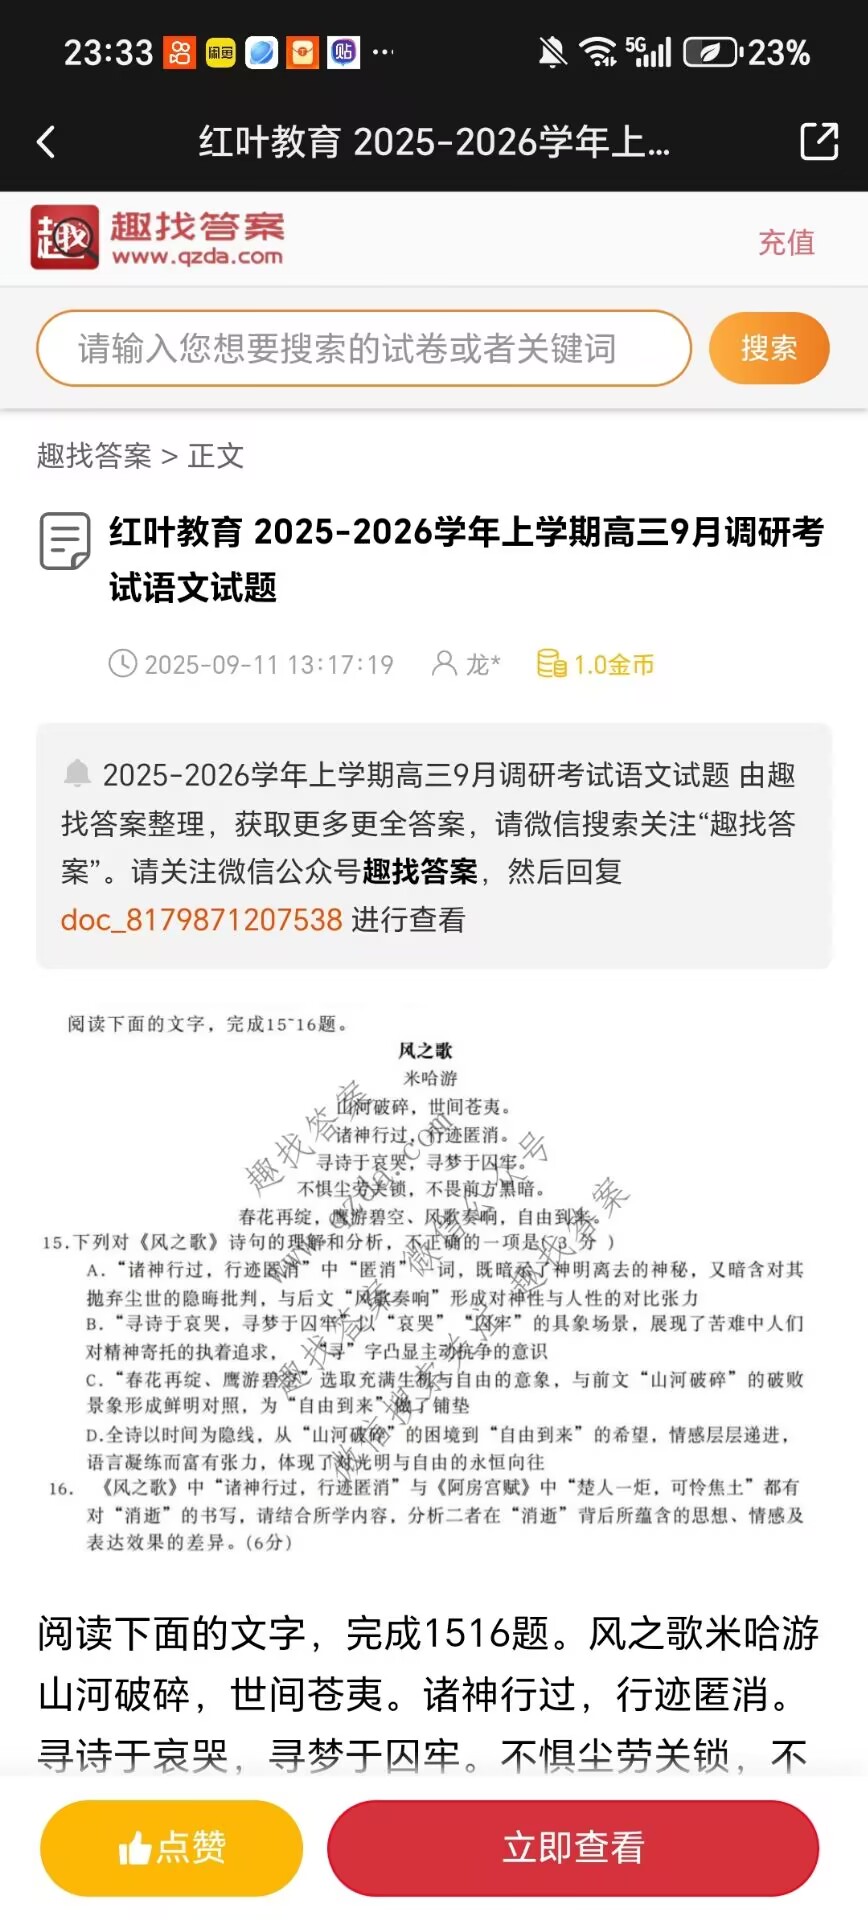 23:33 闲鱼 贴 ... 5G 23%
红叶教育 2025-2026学年上...
趣找答案
www.qzda.com
充值
请输入您想要搜索的试卷或者关键词
搜索
趣找答案 > 正文
红叶教育 2025-2026学年上学期高三9月调研考
试语文试题
2025-09-11 13:17:19 龙* 1.0金币
2025-2026学年上学期高三9月调研考试语文试题 由趣
找答案整理，获取更多更全答案，请微信搜索关注“趣找答
案”。请关注微信公众号趣找答案，然后回复
doc_8179871207538 进行查看
阅读下面的文字，完成15~16题。
风之歌
米哈游
山河破碎，世间苍夷。
诸神行过，行迹匿消。
寻诗于哀哭，寻梦于囚牢。
不惧尘劳关锁，不畏前方黑暗。
春花再绽，鹰游碧空、风歌奏响，自由到来。
15.下列对《风之歌》诗句的理解和分析，不正确的一项是(3 分 )
A.“诸神行过，行迹匿消”中“匿消”一词，既暗示了神明离去的神秘，又暗含对其
抛弃尘世的隐晦批判，与后文“风歌奏响”形成对神性与人性的对比张力
B.“寻诗于哀哭，寻梦于囚牢”以“哀哭”“囚牢”的具象场景，展现了苦难中人们
对精神寄托的执着追求，“寻”字凸显主动抗争的意识
C.“春花再绽、鹰游碧空”选取充满生机与自由的意象，与前文“山河破碎”的破败
景象形成鲜明对照，为“自由到来”做了铺垫
D.全诗以时间为隐线，从“山河破碎”的困境到“自由到来”的希望，情感层层递进，
语言凝练而富有张力，体现了对光明与自由的永恒向往
16. 《风之歌》中“诸神行过，行迹匿消”与《阿房宫赋》中“楚人一炬，可怜焦土”都有
对“消逝”的书写，请结合所学内容，分析二者在“消逝”背后所蕴含的思想、情感及
表达效果的差异。(6分)
阅读下面的文字，完成1516题。风之歌米哈游
山河破碎，世间苍夷。诸神行过，行迹匿消。
寻诗于哀哭，寻梦于囚牢。不惧尘劳关锁，不
点赞
立即查看